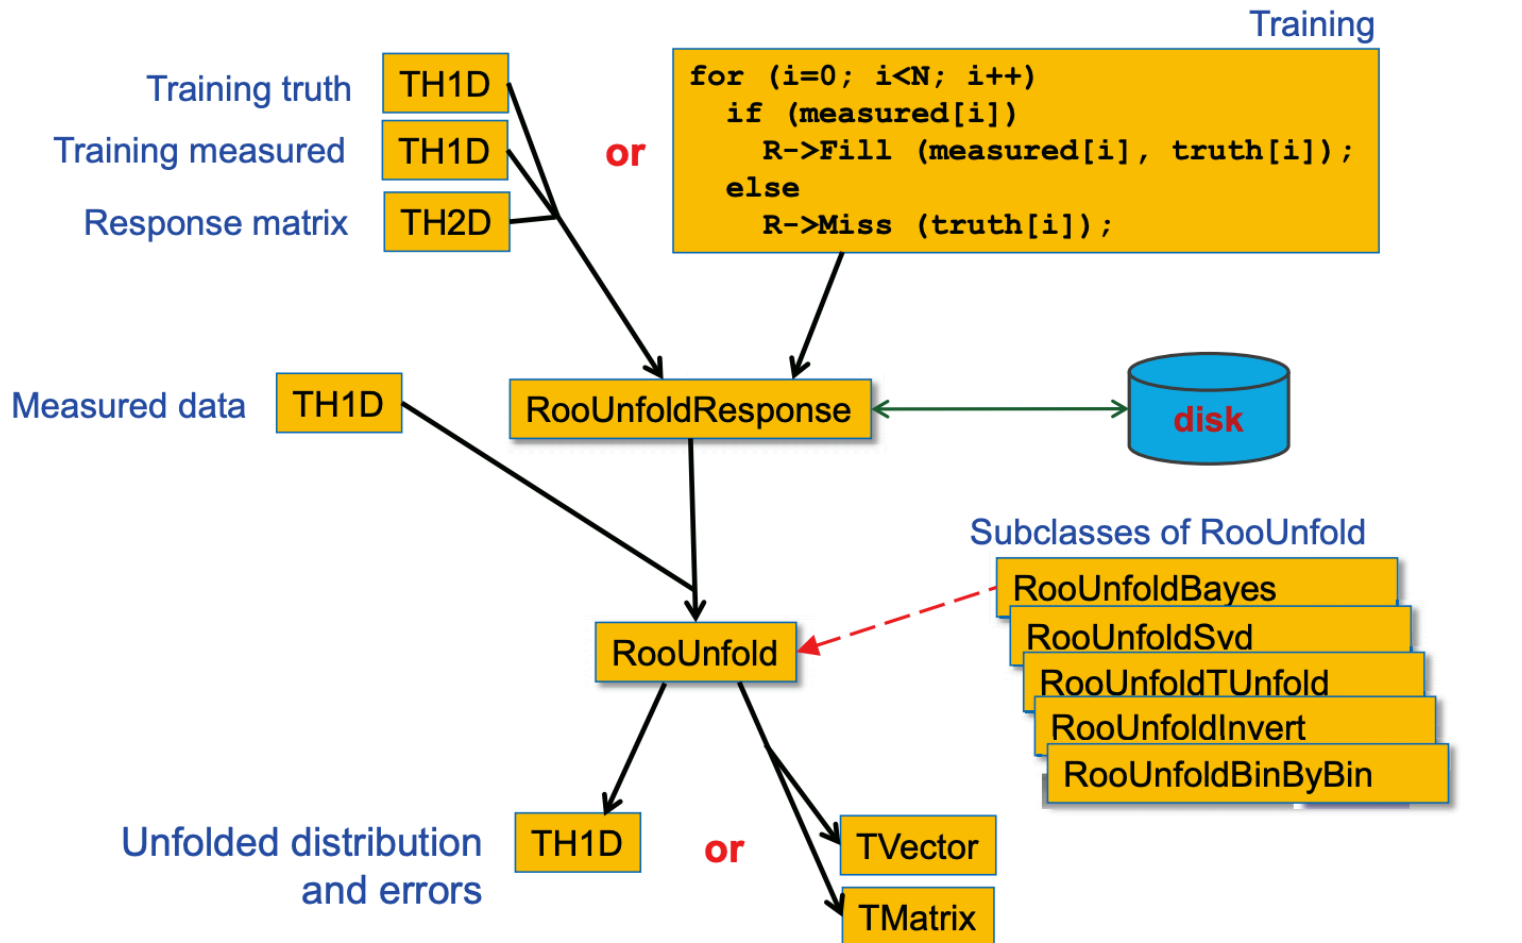 Training
Training truth
TH1D
Training measured
TH1D
Response matrix
TH2D
or
for (i=0; i<N; i++)
  if (measured[i])
    R->Fill (measured[i], truth[i]);
  else
    R->Miss (truth[i]);
Measured data
TH1D
RooUnfoldResponse
disk
Subclasses of RooUnfold
RooUnfoldBayes
RooUnfoldSvd
RooUnfoldTUnfold
RooUnfoldInvert
RooUnfoldBinByBin
RooUnfold
Unfolded distribution
and errors
TH1D
or
TVector
TMatrix